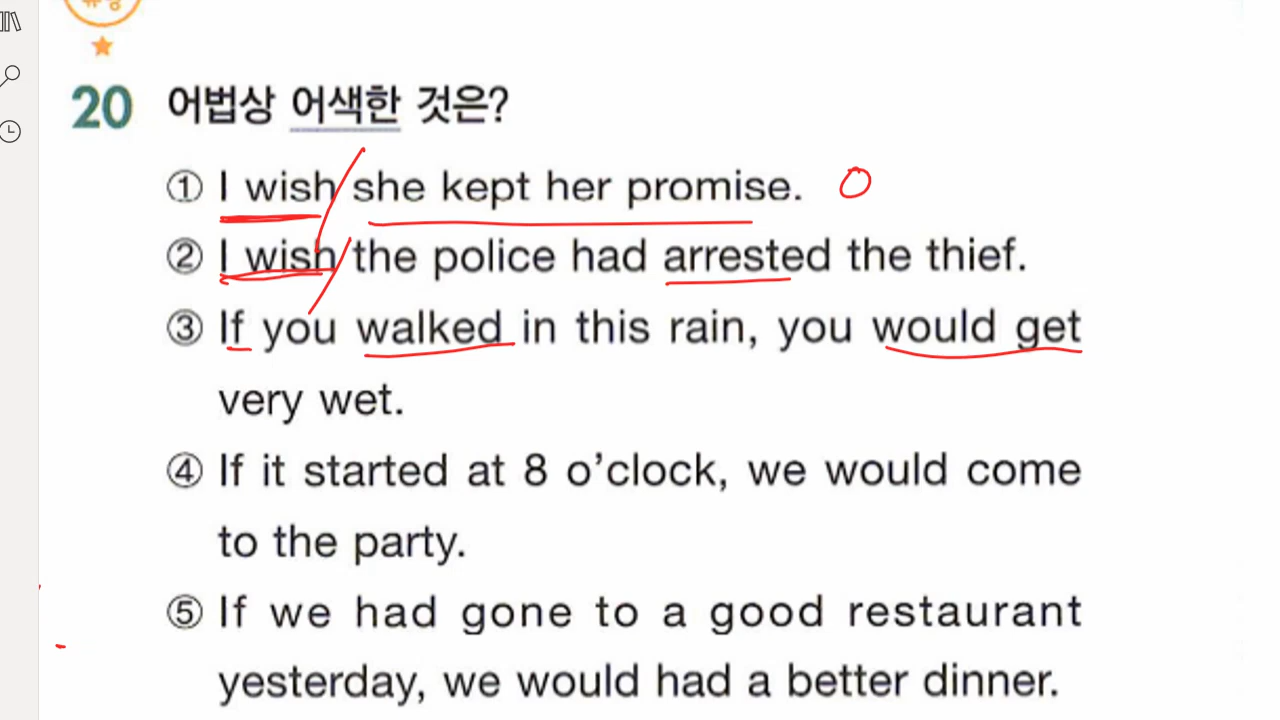 20 어법상 어색한 것은?
① I wish she kept her promise.
② I wish the police had arrested the thief.
③ If you walked in this rain, you would get
very wet.
④ If it started at 8 o’clock, we would come
to the party.
⑤ If we had gone to a good restaurant
yesterday, we would had a better dinner.